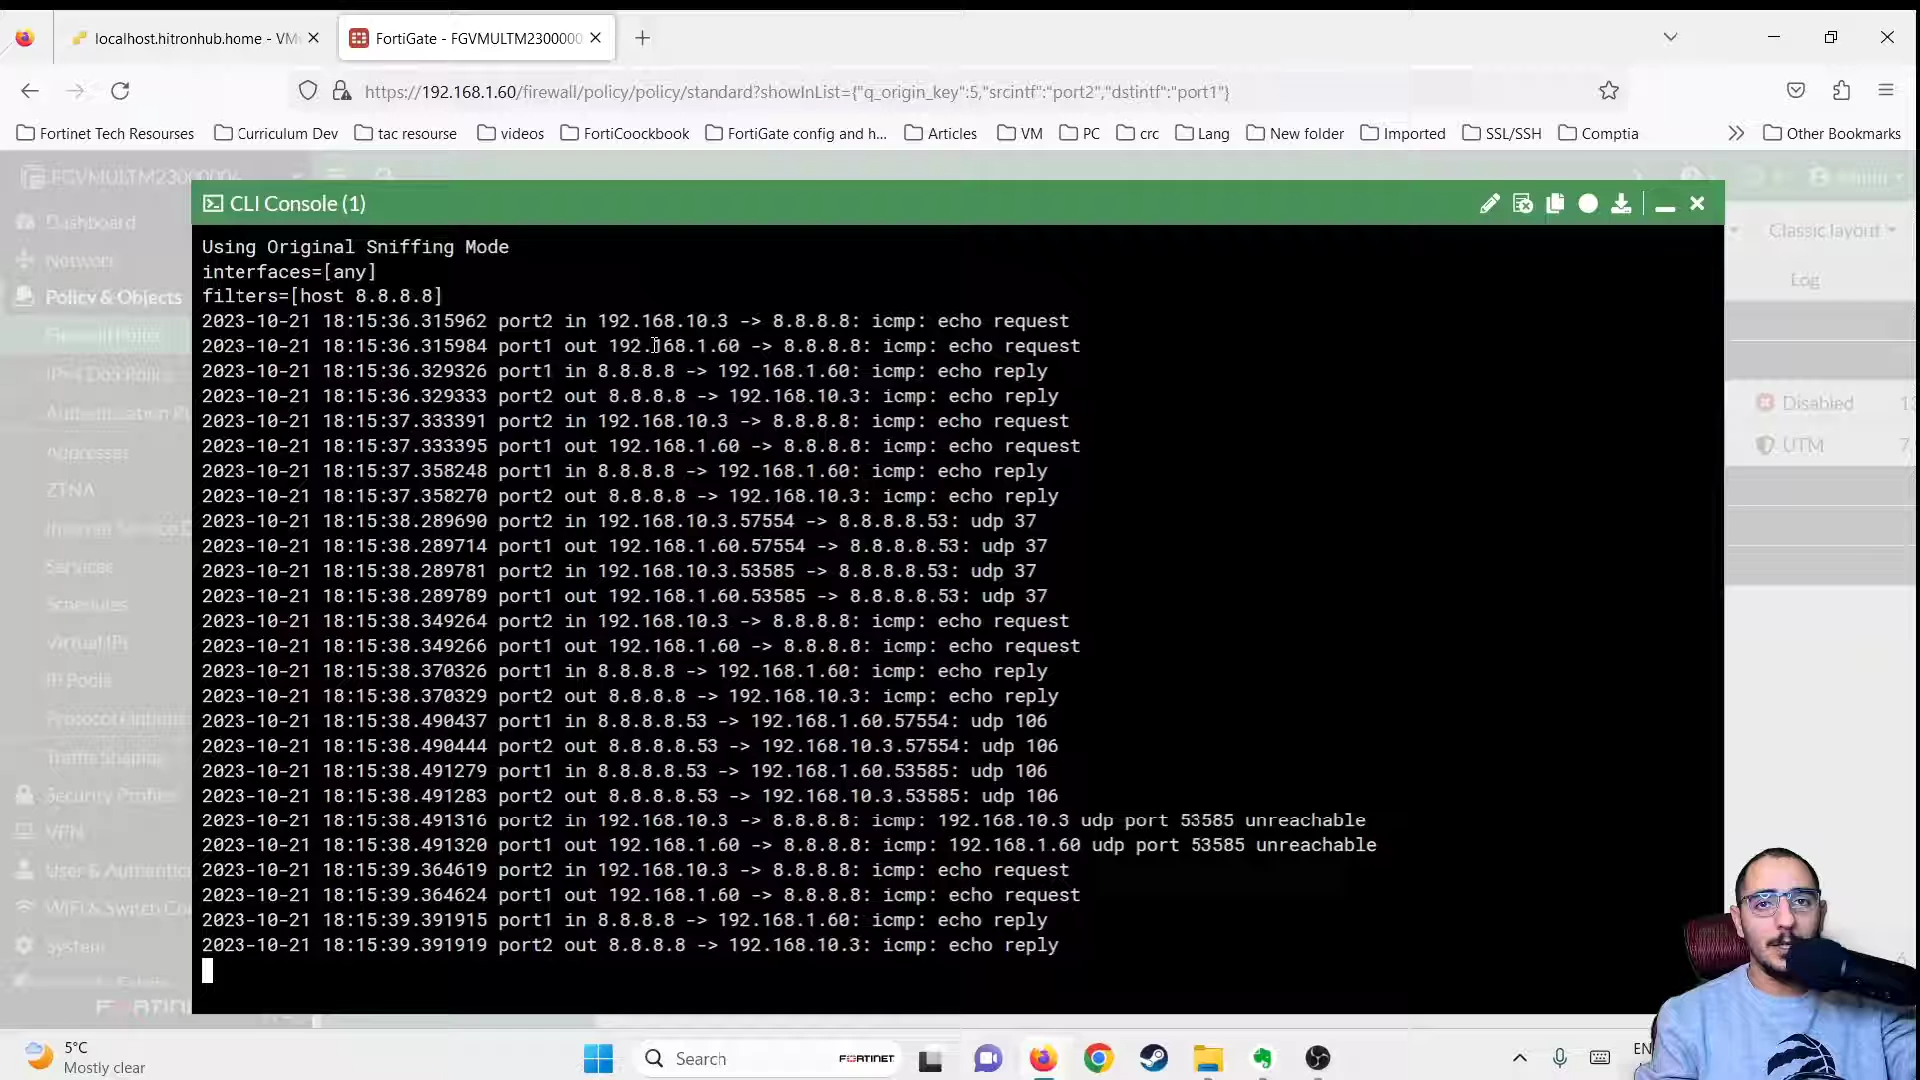 localhost.hitronhub.home - VM
FortiGate - FGVMULTM2300000
https://192.168.1.60/firewall/policy/policy/standard?showInList={"q_origin_key":5,"srcintf":"port2","dstintf":"port1"}
Fortinet Tech Resourses
Curriculum Dev
tac resourse
videos
FortiCoockbook
FortiGate config and h...
Articles
VM
PC
crc
Lang
New folder
Imported
SSL/SSH
Comptia
Other Bookmarks
admin
Dashboard
Network
Policy & Objects
Addresses
ZTNA
Services
Schedules
Virtual IPs
IP Pools
Protocol Options
Traffic Shaping
Security Profiles
VPN
User & Authentication
WiFi & Switch Co
System
Classic layout
Log
Disabled
UTM
CLI Console (1)
Using Original Sniffing Mode
interfaces=[any]
filters=[host 8.8.8.8]
2023-10-21 18:15:36.315962 port2 in 192.168.10.3 -> 8.8.8.8: icmp: echo request
2023-10-21 18:15:36.315984 port1 out 192.168.1.60 -> 8.8.8.8: icmp: echo request
2023-10-21 18:15:36.329326 port1 in 8.8.8.8 -> 192.168.1.60: icmp: echo reply
2023-10-21 18:15:36.329333 port2 out 8.8.8.8 -> 192.168.10.3: icmp: echo reply
2023-10-21 18:15:37.333391 port2 in 192.168.10.3 -> 8.8.8.8: icmp: echo request
2023-10-21 18:15:37.333395 port1 out 192.168.1.60 -> 8.8.8.8: icmp: echo request
2023-10-21 18:15:37.358248 port1 in 8.8.8.8 -> 192.168.1.60: icmp: echo reply
2023-10-21 18:15:37.358270 port2 out 8.8.8.8 -> 192.168.10.3: icmp: echo reply
2023-10-21 18:15:38.289690 port2 in 192.168.10.3.57554 -> 8.8.8.8.53: udp 37
2023-10-21 18:15:38.289714 port1 out 192.168.1.60.57554 -> 8.8.8.8.53: udp 37
2023-10-21 18:15:38.289781 port2 in 192.168.10.3.53585 -> 8.8.8.8.53: udp 37
2023-10-21 18:15:38.289789 port1 out 192.168.1.60.53585 -> 8.8.8.8.53: udp 37
2023-10-21 18:15:38.349264 port2 in 192.168.10.3 -> 8.8.8.8: icmp: echo request
2023-10-21 18:15:38.349266 port1 out 192.168.1.60 -> 8.8.8.8: icmp: echo request
2023-10-21 18:15:38.370326 port1 in 8.8.8.8 -> 192.168.1.60: icmp: echo reply
2023-10-21 18:15:38.370329 port2 out 8.8.8.8 -> 192.168.10.3: icmp: echo reply
2023-10-21 18:15:38.490437 port1 in 8.8.8.8.53 -> 192.168.1.60.57554: udp 106
2023-10-21 18:15:38.490444 port2 out 8.8.8.8.53 -> 192.168.10.3.57554: udp 106
2023-10-21 18:15:38.491279 port1 in 8.8.8.8.53 -> 192.168.1.60.53585: udp 106
2023-10-21 18:15:38.491283 port2 out 8.8.8.8.53 -> 192.168.10.3.53585: udp 106
2023-10-21 18:15:38.491316 port2 in 192.168.10.3 -> 8.8.8.8: icmp: 192.168.10.3 udp port 53585 unreachable
2023-10-21 18:15:38.491320 port1 out 192.168.1.60 -> 8.8.8.8: icmp: 192.168.1.60 udp port 53585 unreachable
2023-10-21 18:15:39.364619 port2 in 192.168.10.3 -> 8.8.8.8: icmp: echo request
2023-10-21 18:15:39.364624 port1 out 192.168.1.60 -> 8.8.8.8: icmp: echo request
2023-10-21 18:15:39.391915 port1 in 8.8.8.8 -> 192.168.1.60: icmp: echo reply
2023-10-21 18:15:39.391919 port2 out 8.8.8.8 -> 192.168.10.3: icmp: echo reply
5°C
Mostly clear
Search
FORTINET
EN